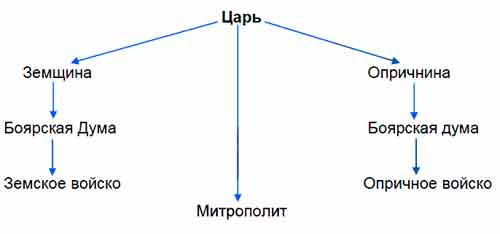 Царь
Земщина
Опричнина
Боярская Дума
Боярская дума
Земское войско
Опричное войско
Митрополит